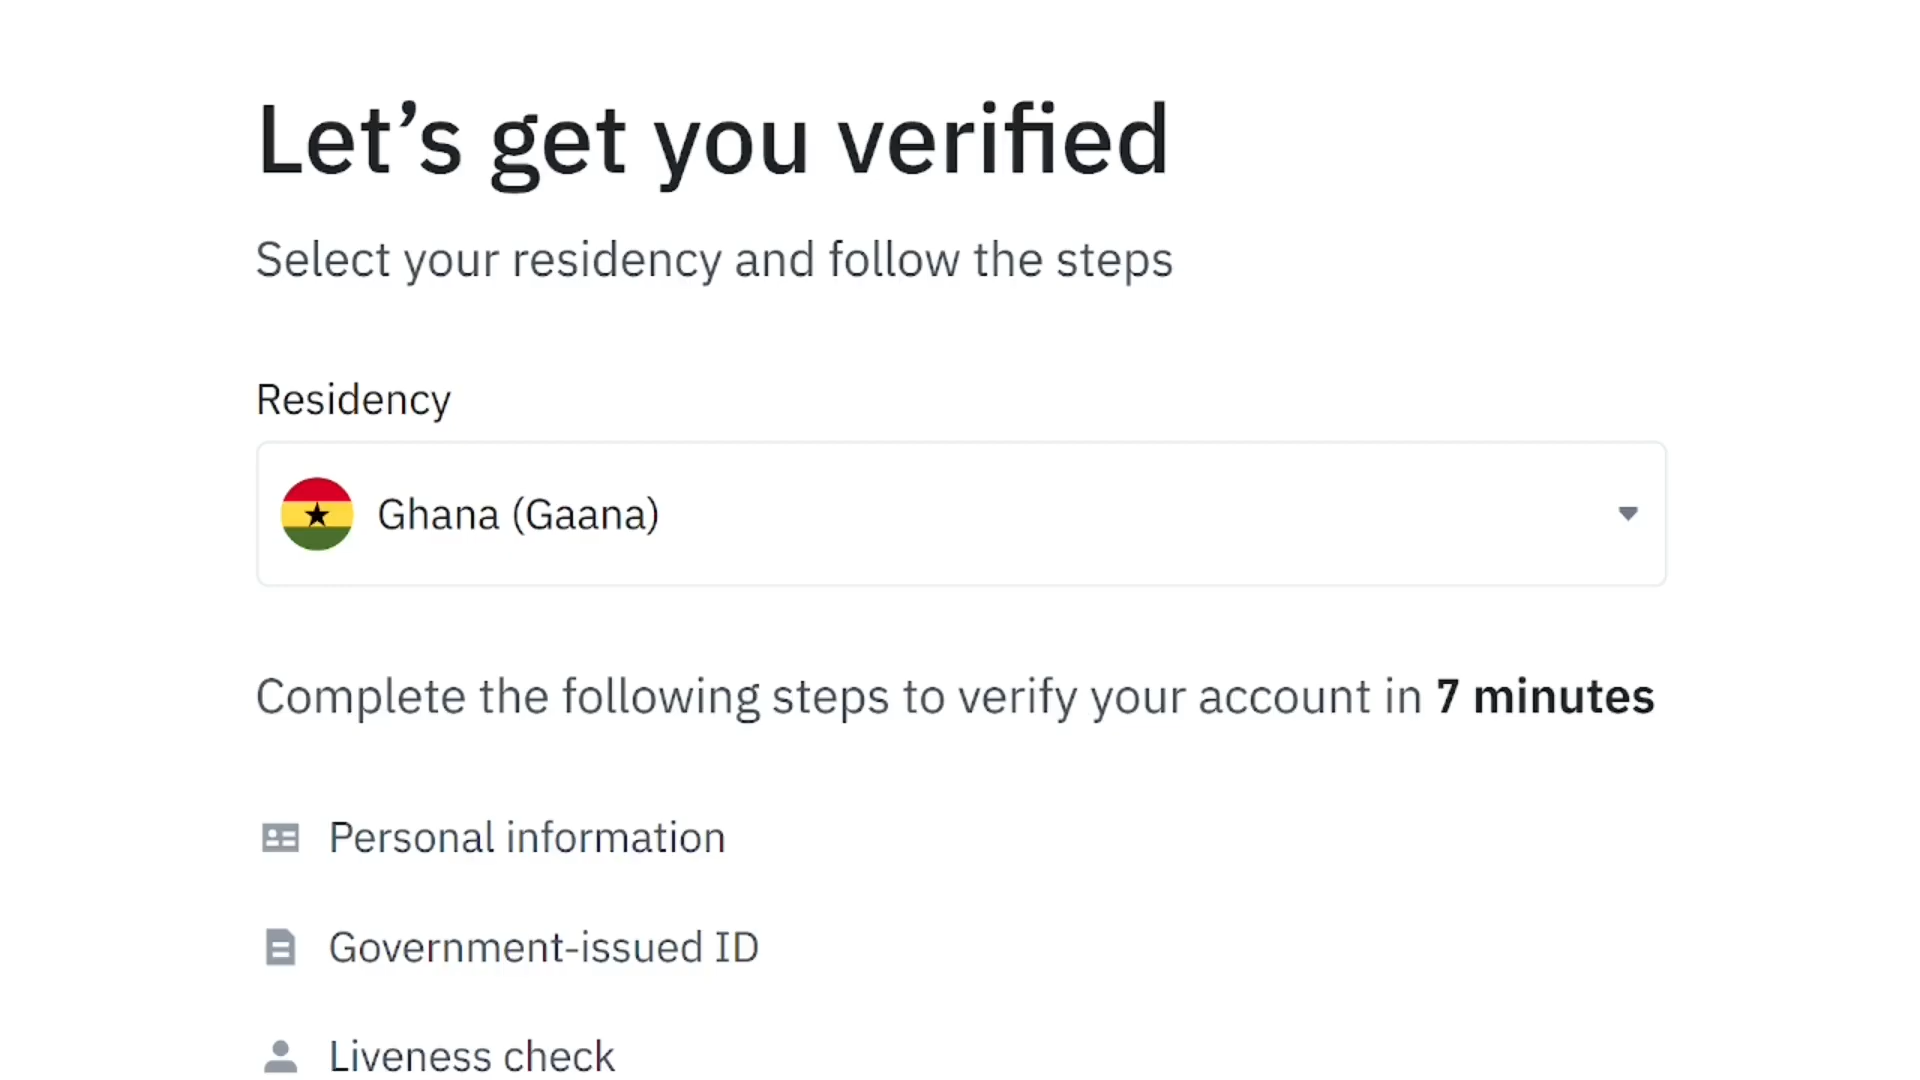 Let’s get you verified
Select your residency and follow the steps
Residency
Ghana (Gaana)
Complete the following steps to verify your account in 7 minutes
Personal information
Government-issued ID
Liveness check